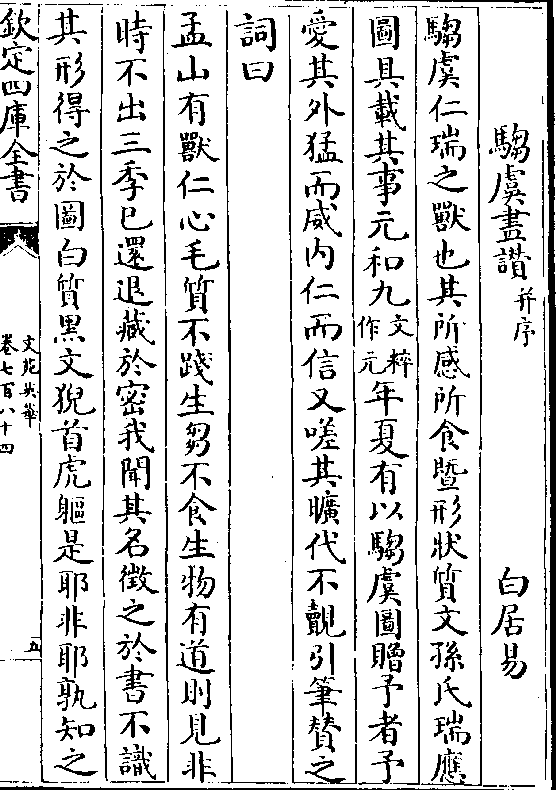 騶虞畫讃并序
白居易
騶虞仁瑞之獸也其所感所食曁形狀質文孫氏瑞應
圖具載其事元和九文粹作元年夏有以騶虞圖贈予者予
愛其外猛而威内仁而信又嗟其曠代不覿引筆賛之
詞曰
孟山有獸仁心毛質不踐生芻不食生物有道則見非
時不出三季已還退藏於密我聞其名徵之於書不識
其形得之於圖白質黒文猊首虎軀是耶非耶孰知之
欽定四庫全書
文苑英華
卷七百八十四
五